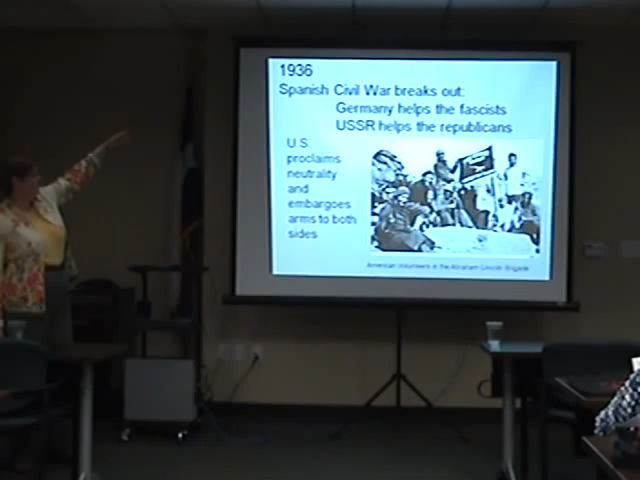 1936
Spanish Civil War breaks out:
Germany helps the fascists
USSR helps the republicans
U.S.
proclaims
neutrality
and
embargoes
arms to both
sides
American Volunteers in the Abraham Lincoln Brigade